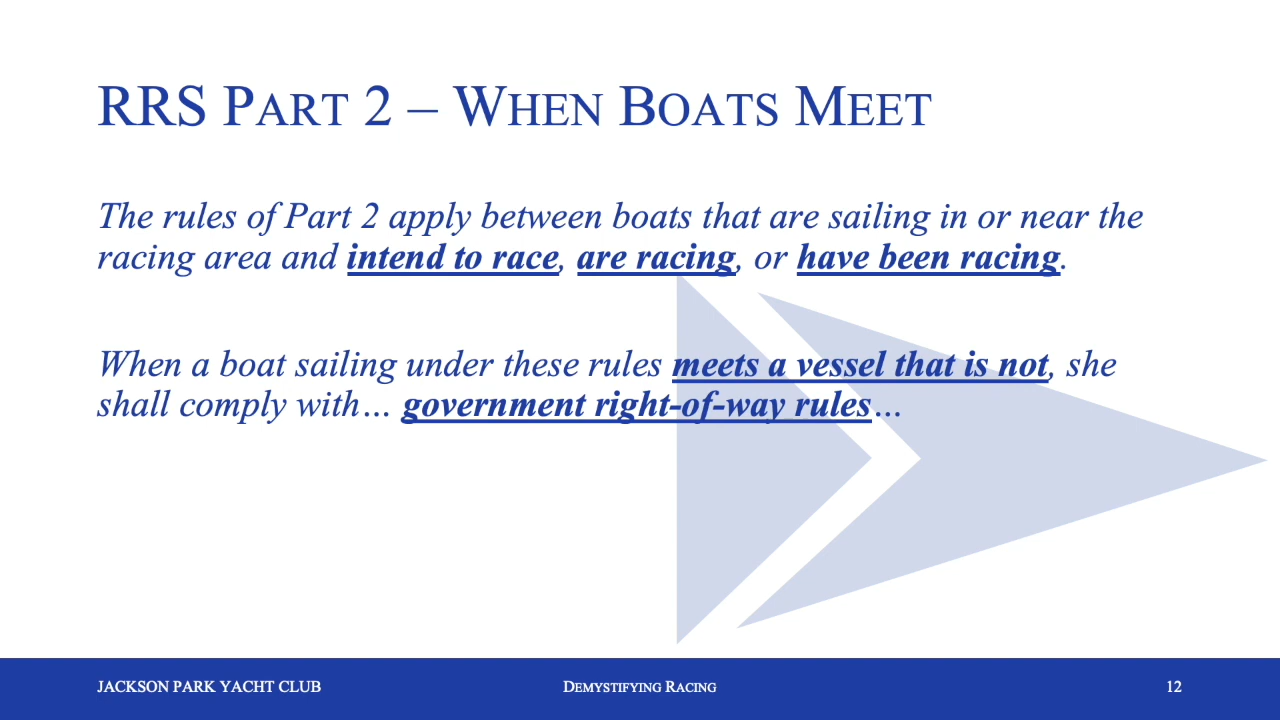 RRS PART 2 – WHEN BOATS MEET
The rules of Part 2 apply between boats that are sailing in or near the
racing area and intend to race, are racing, or have been racing.
When a boat sailing under these rules meets a vessel that is not, she
shall comply with… government right-of-way rules…
JACKSON PARK YACHT CLUB
DEMYSTIFYING RACING
12